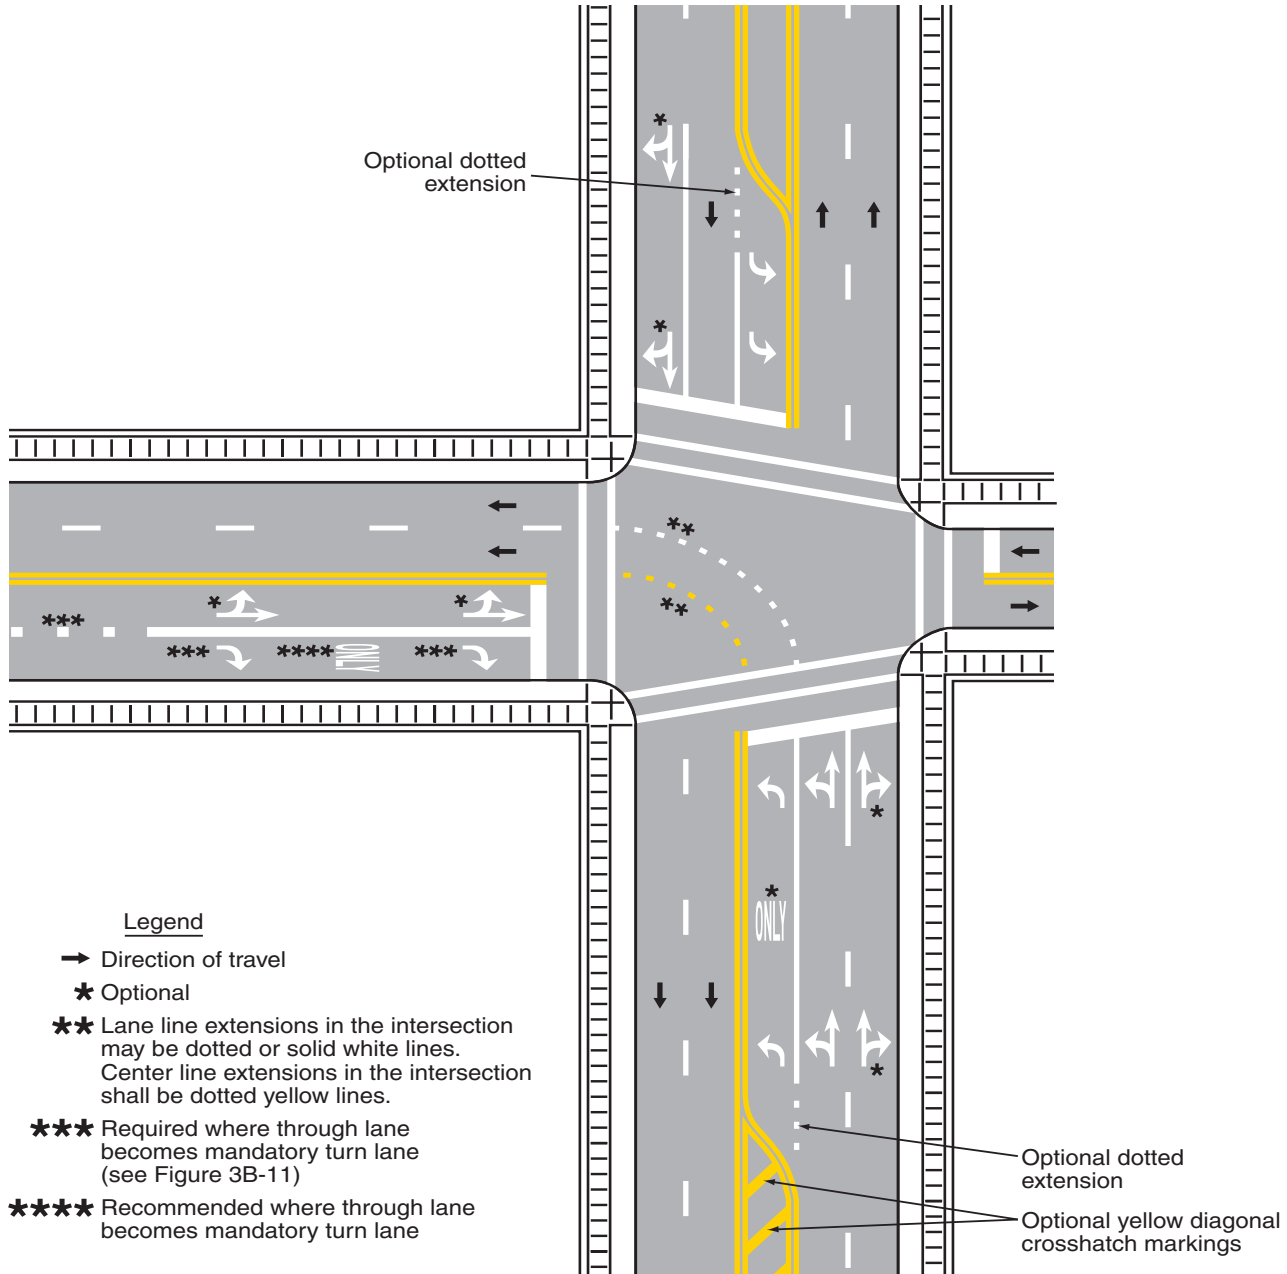 Optional dotted
extension
*
*
**
**
***
*
*
***
****
ONLY
***
*
*
ONLY
*
Legend
Direction of travel
* Optional
** Lane line extensions in the intersection
may be dotted or solid white lines.
Center line extensions in the intersection
shall be dotted yellow lines.
*** Required where through lane
becomes mandatory turn lane
(see Figure 3B-11)
**** Recommended where through lane
becomes mandatory turn lane
Optional dotted
extension
Optional yellow diagonal
crosshatch markings